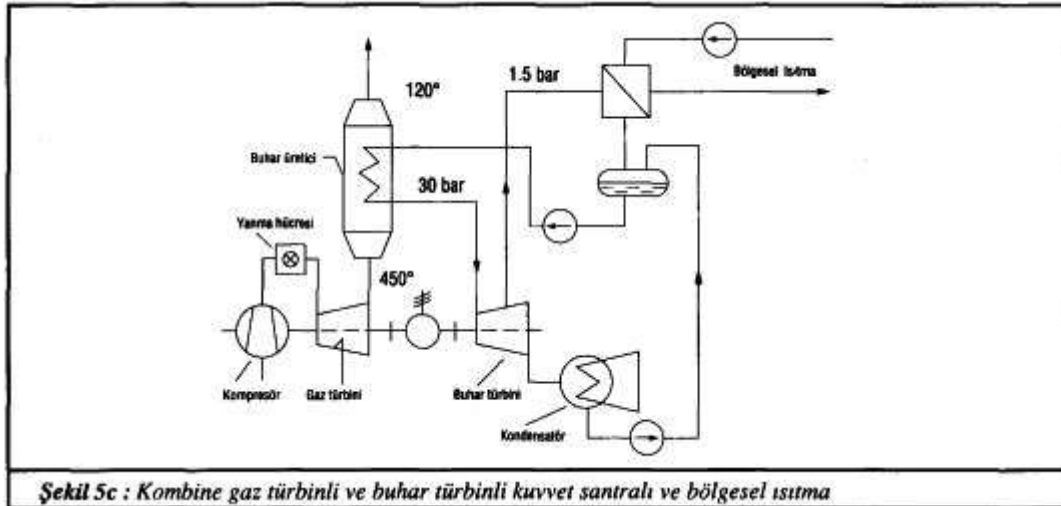 120°
1.5 bar
Bölgesel Isıtma
Buhar üretici
30 bar
Yanma hücresi
450°
Kompresör
Gaz türbini
Buhar türbini
Kondensatör
Şekil 5c : Kombine gaz türbinli ve buhar türbinli kuvvet santralı ve bölgesel ısıtma